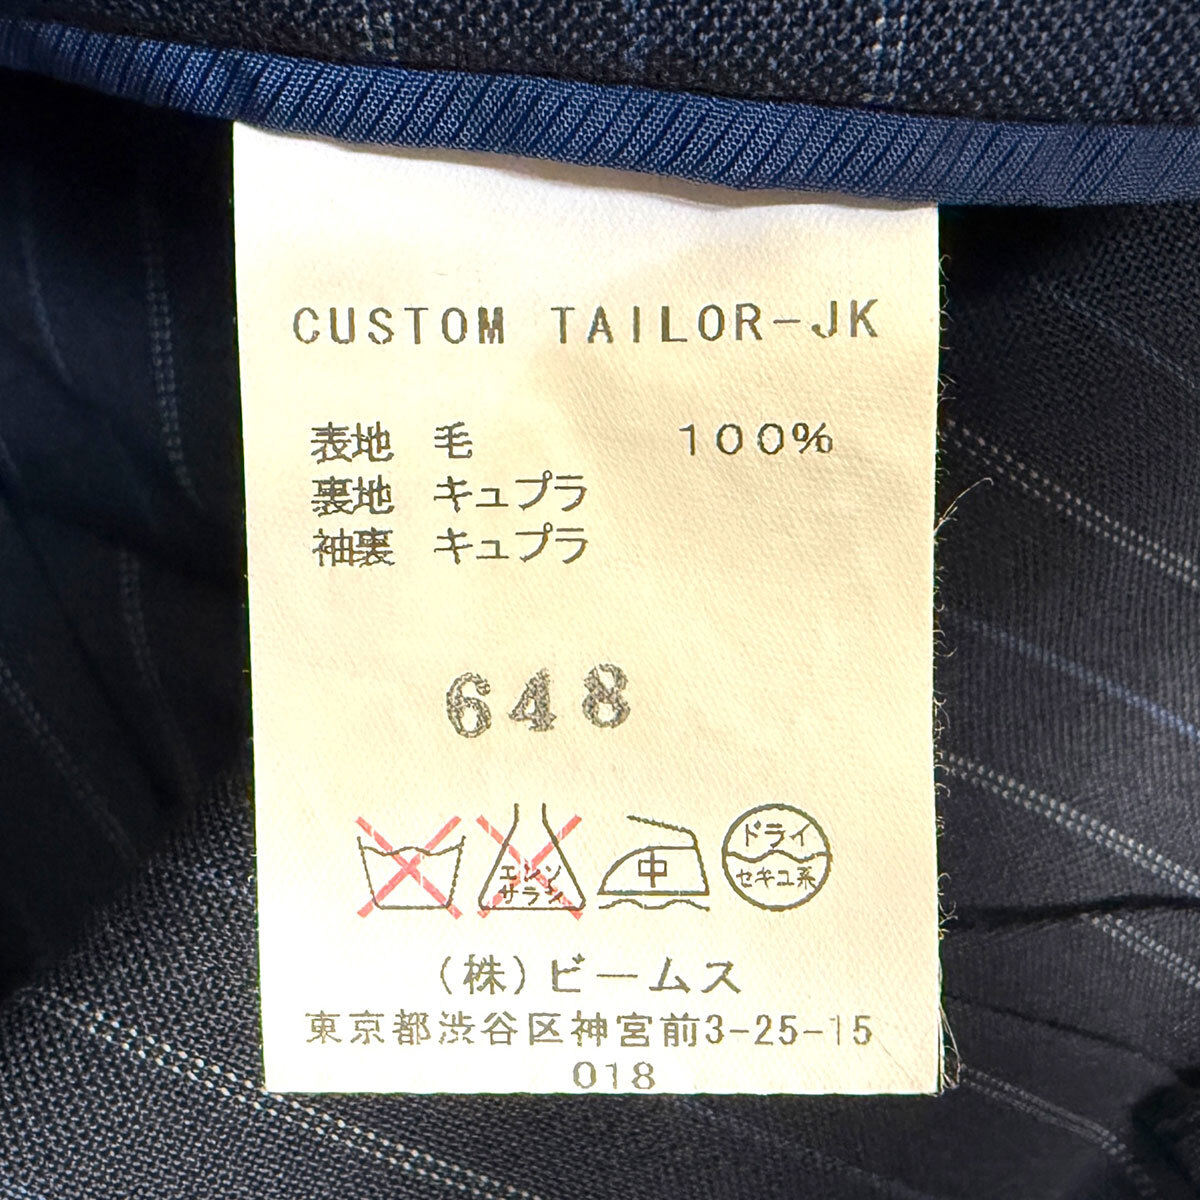 CUSTOM TAILOR-JK
表地 毛 100%
裏地 キュプラ
袖裏 キュプラ
648
エンソ
サラシ
中
ドライ
セキユ系
(株)ビームス
東京都渋谷区神宮前3-25-15
018